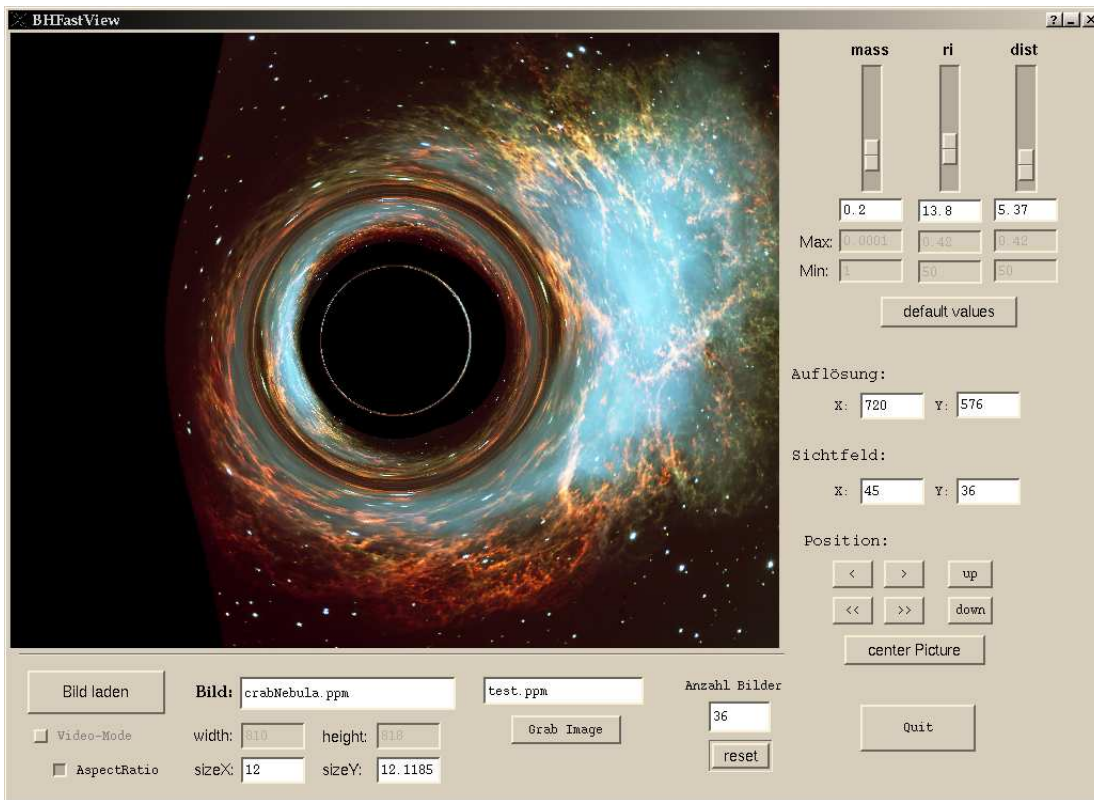 BHFastView
mass ri dist
0.2 13.8 5.37
Max: 0.0001 0.42 0.42
Min: 1 50 50
default values
Auflösung:
X: 720 Y: 576
Sichtfeld:
X: 45 Y: 36
Position:
< > up
<< >> down
center Picture
Bild laden Bild: crabNebula.ppm test.ppm Anzahl Bilder
Video-Mode width: 810 height: 818 Grab Image 36 Quit
AspectRatio sizeX: 12 sizeY: 12.1185 reset